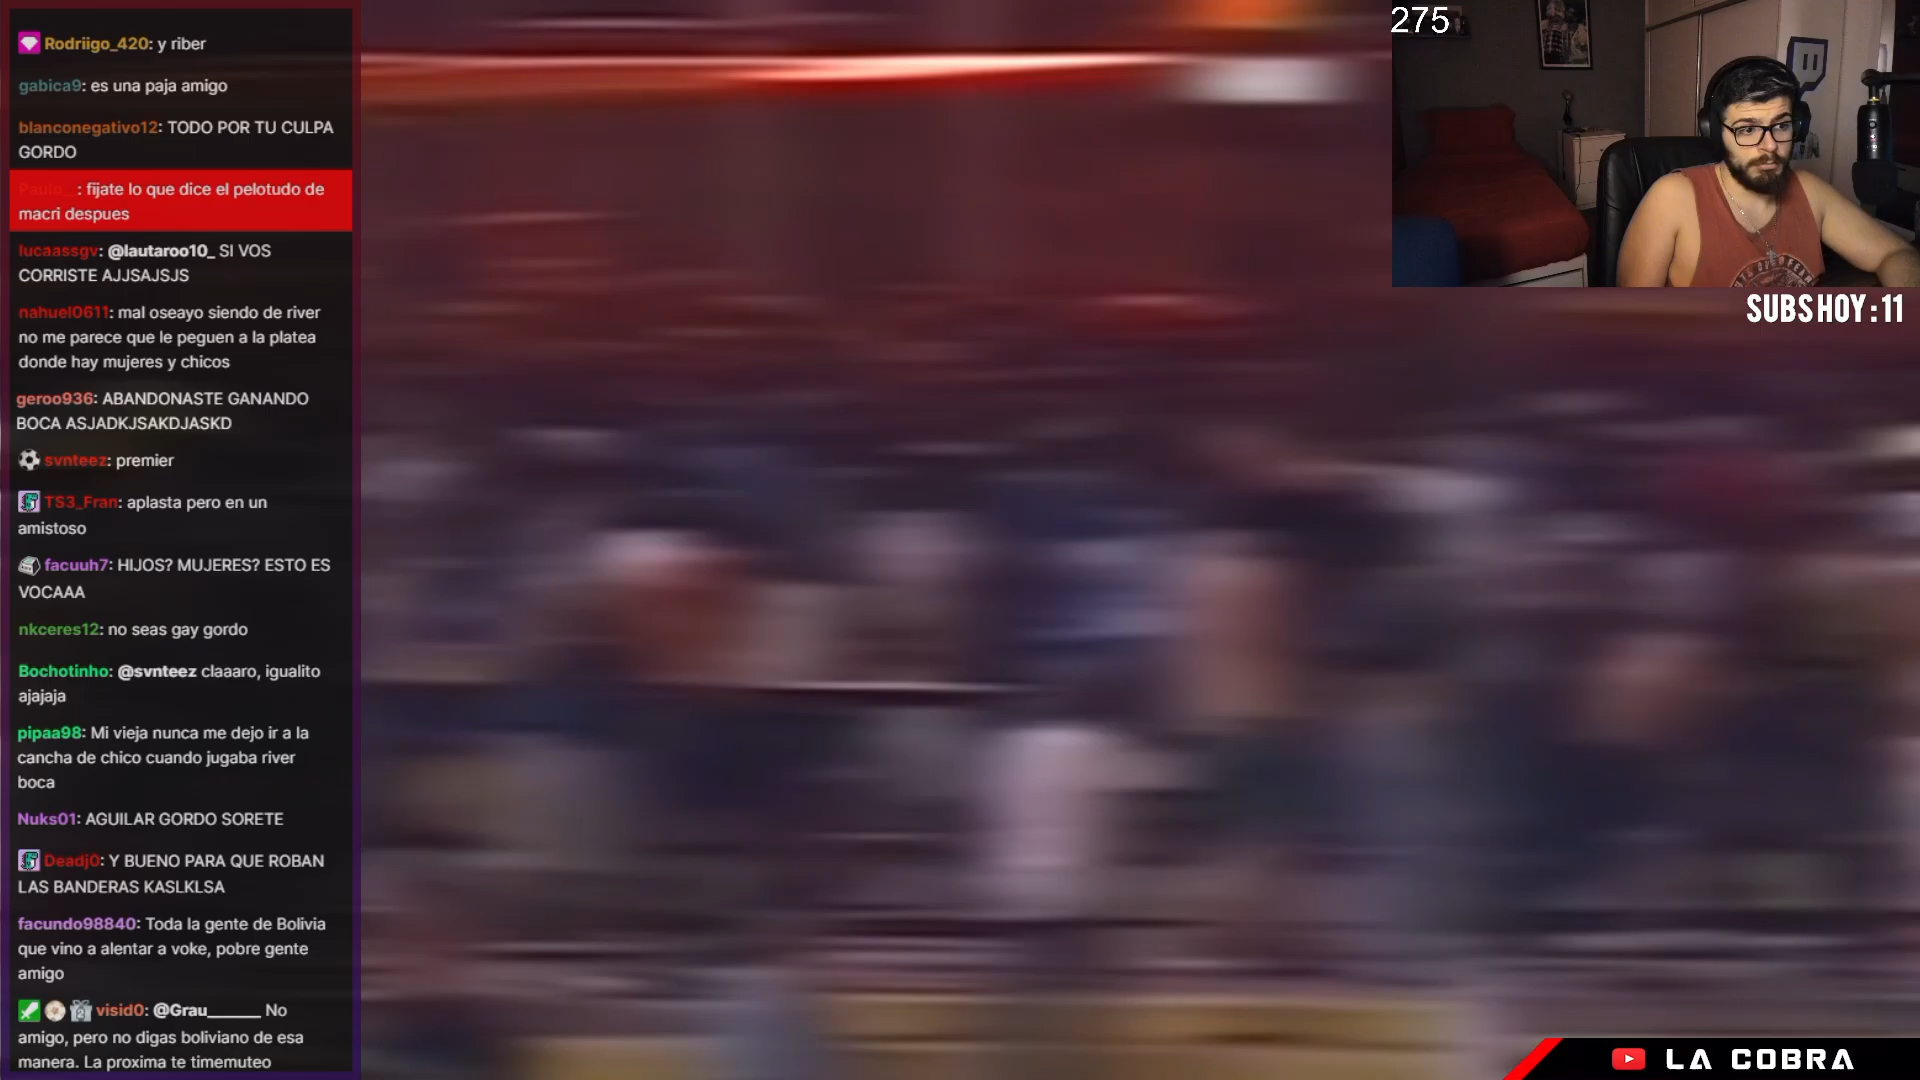 Rodriigo_420: y riber
gabica9: es una paja amigo
blanconegativo12: TODO POR TU CULPA
GORDO
Paulo__: fijate lo que dice el pelotudo de
macri despues
lucaassgv: @lautaroo10_ SI VOS
CORRISTE AJJSAJSJS
nahuel0611: mal oseayo siendo de river
no me parece que le peguen a la platea
donde hay mujeres y chicos
geroo936: ABANDONASTE GANANDO
BOCA ASJADKJSAKDJASKD
svnteez: premier
TS3_Fran: aplasta pero en un
amistoso
facuuh7: HIJOS? MUJERES? ESTO ES
VOCAAA
nkceres12: no seas gay gordo
Bochotinho: @svnteez claaaro, igualito
ajajaja
pipaa98: Mi vieja nunca me dejo ir a la
cancha de chico cuando jugaba river
boca
Nuks01: AGUILAR GORDO SORETE
Deadj0: Y BUENO PARA QUE ROBAN
LAS BANDERAS KASLKLSA
facundo98840: Toda la gente de Bolivia
que vino a alentar a voke, pobre gente
amigo
visid0: @Grau______ No
amigo, pero no digas boliviano de esa
manera. La proxima te timemuteo
275
SUBS HOY: 11
LA COBRA